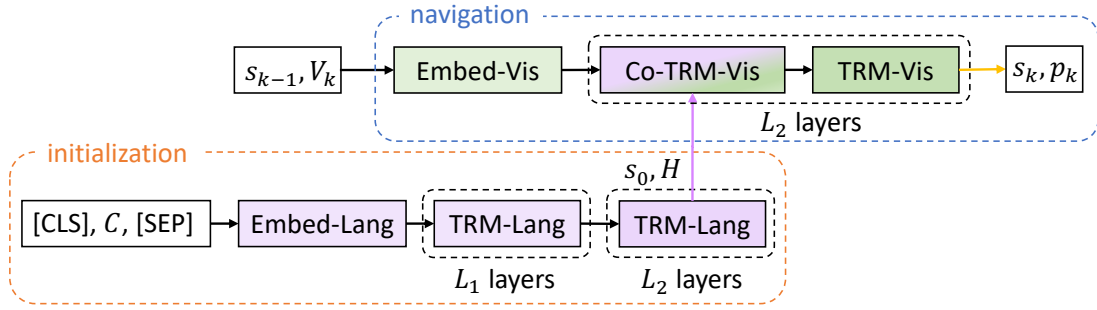 navigation
s_{k-1}, V_k
Embed-Vis
Co-TRM-Vis
TRM-Vis
s_k, p_k
L_2 layers
initialization
s_0, H
[CLS], C, [SEP]
Embed-Lang
TRM-Lang
TRM-Lang
L_1 layers
L_2 layers